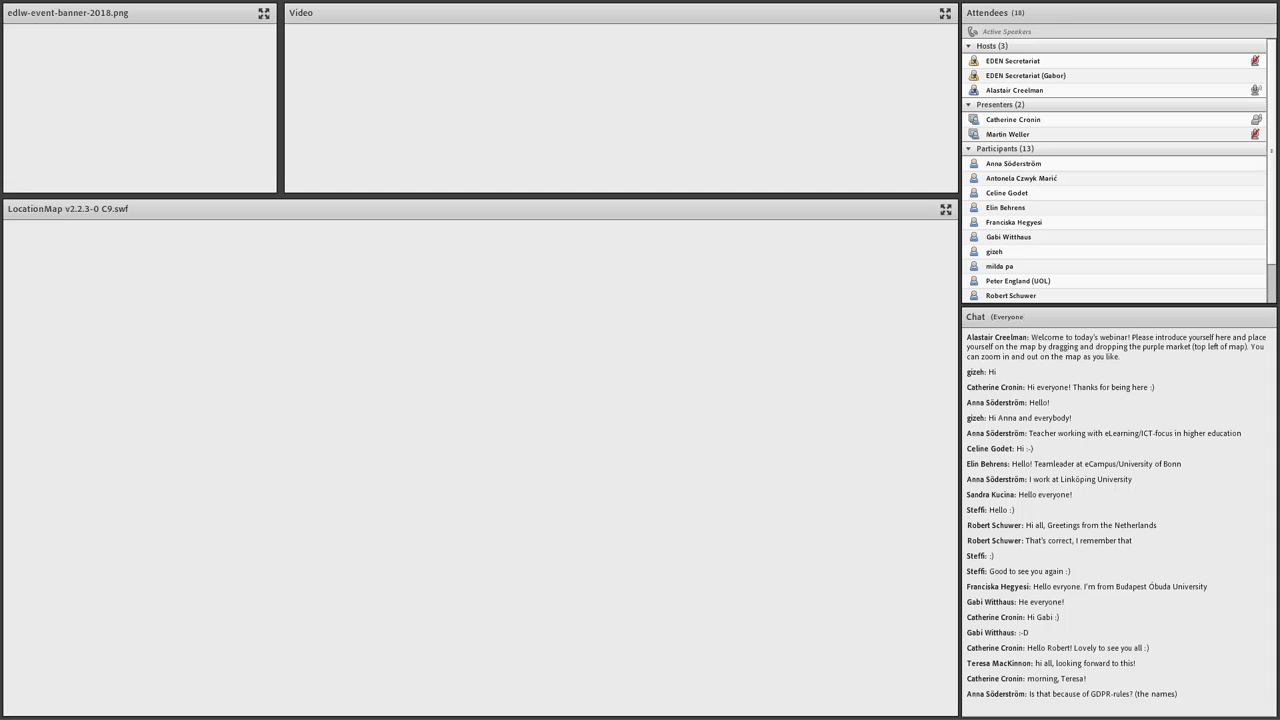 edlw-event-banner-2018.png
Video
LocationMap v2.2.3-0 C9.swf
Attendees (18)
Active Speakers
Hosts (3)
EDEN Secretariat
EDEN Secretariat (Gabor)
Alastair Creelman
Presenters (2)
Catherine Cronin
Martin Weller
Participants (13)
Anna Söderström
Antonela Czwyk Marić
Celine Godet
Elin Behrens
Franciska Hegyesi
Gabi Witthaus
gizeh
milda pa
Peter England (UOL)
Robert Schuwer
Chat (Everyone
Alastair Creelman: Welcome to today's webinar! Please introduce yourself here and place
yourself on the map by dragging and dropping the purple market (top left of map). You
can zoom in and out on the map as you like.
gizeh: Hi
Catherine Cronin: Hi everyone! Thanks for being here :)
Anna Söderström: Hello!
gizeh: Hi Anna and everybody!
Anna Söderström: Teacher working with eLearning/ICT-focus in higher education
Celine Godet: Hi :-)
Elin Behrens: Hello! Teamleader at eCampus/University of Bonn
Anna Söderström: I work at Linköping University
Sandra Kucina: Hello everyone!
Steffi: Hello :)
Robert Schuwer: Hi all, Greetings from the Netherlands
Robert Schuwer: That's correct, I remember that
Steffi: :)
Steffi: Good to see you again :)
Franciska Hegyesi: Hello evryone. I'm from Budapest Óbuda University
Gabi Witthaus: He everyone!
Catherine Cronin: Hi Gabi :)
Gabi Witthaus: :-D
Catherine Cronin: Hello Robert! Lovely to see you all :)
Teresa MacKinnon: hi all, looking forward to this!
Catherine Cronin: morning, Teresa!
Anna Söderström: Is that because of GDPR-rules? (the names)